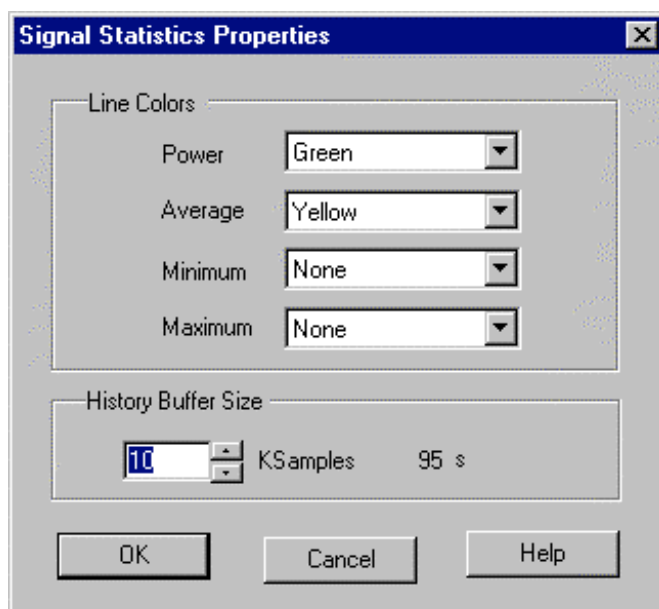 Signal Statistics Properties
Line Colors
Power Green
Average Yellow
Minimum None
Maximum None
History Buffer Size
10 KSamples 95 s
OK Cancel Help